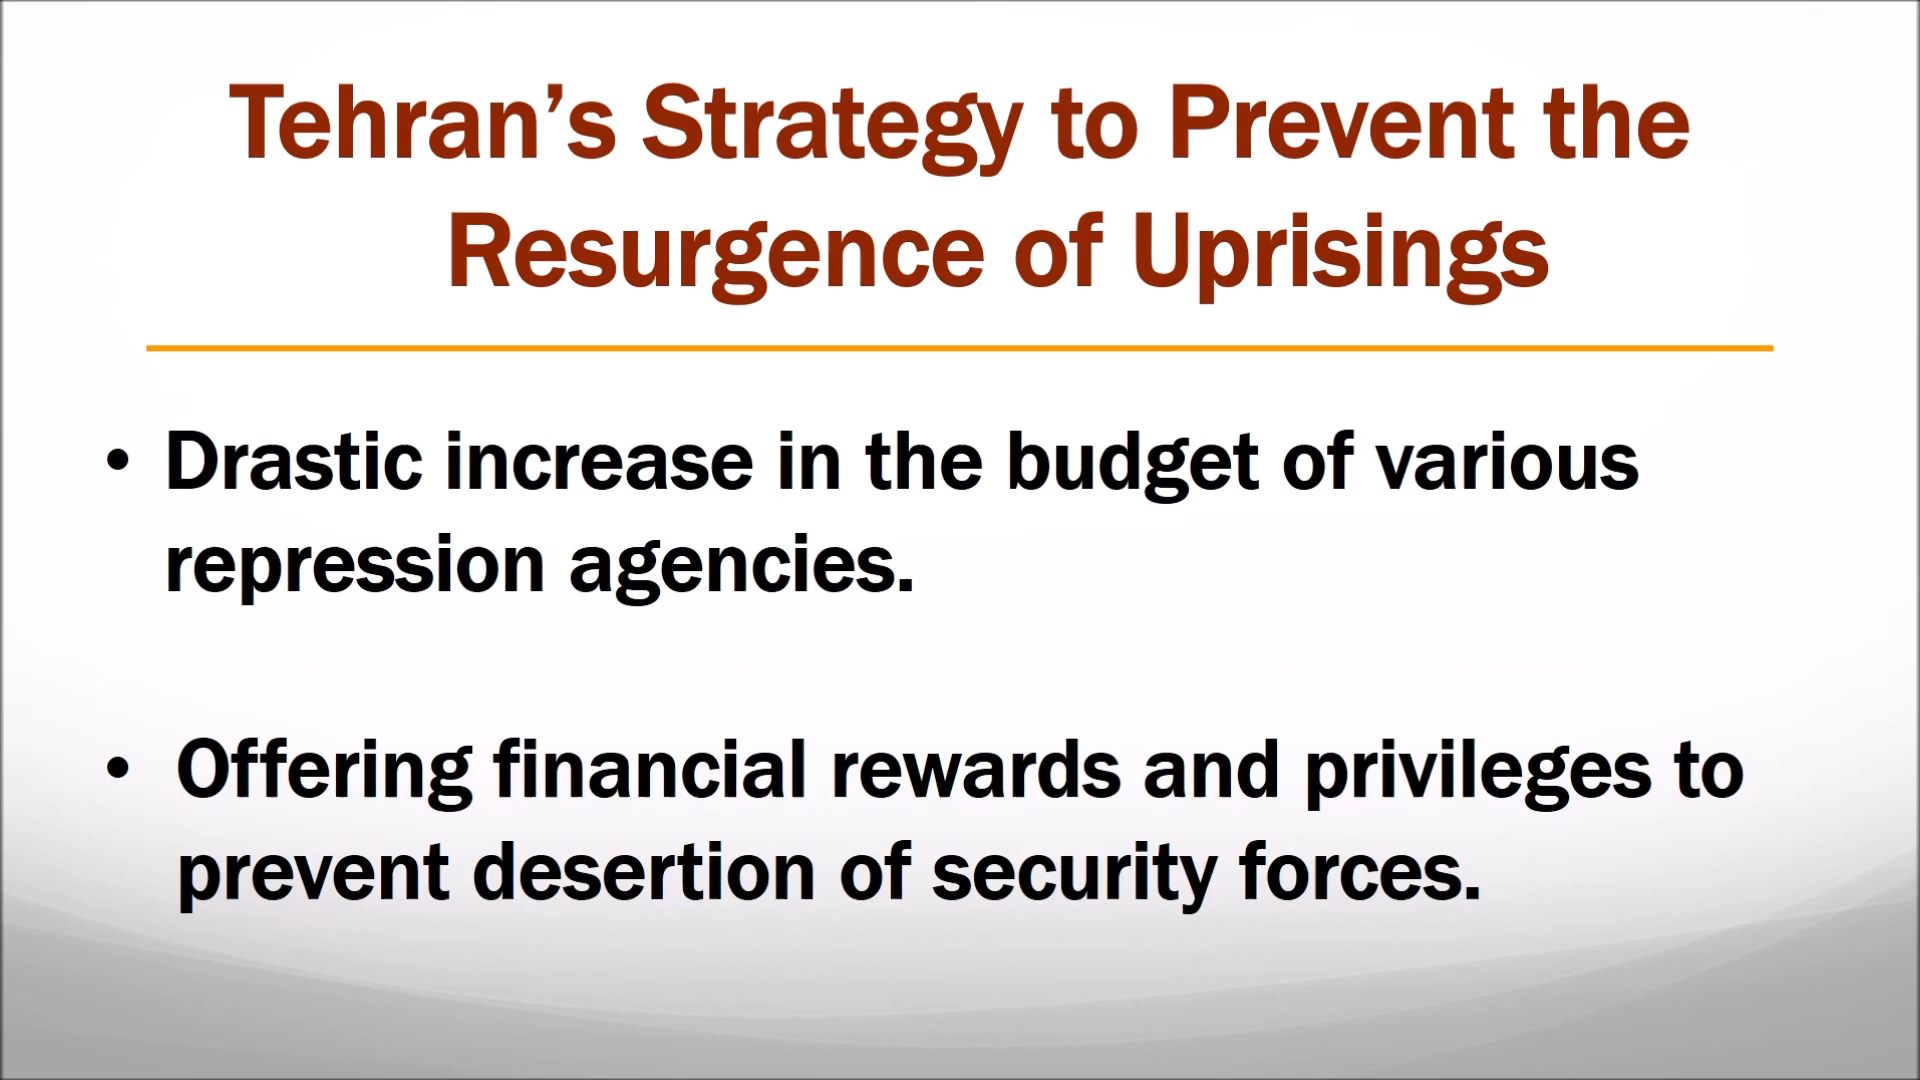 Tehran’s Strategy to Prevent the
Resurgence of Uprisings
• Drastic increase in the budget of various
repression agencies.
• Offering financial rewards and privileges to
prevent desertion of security forces.